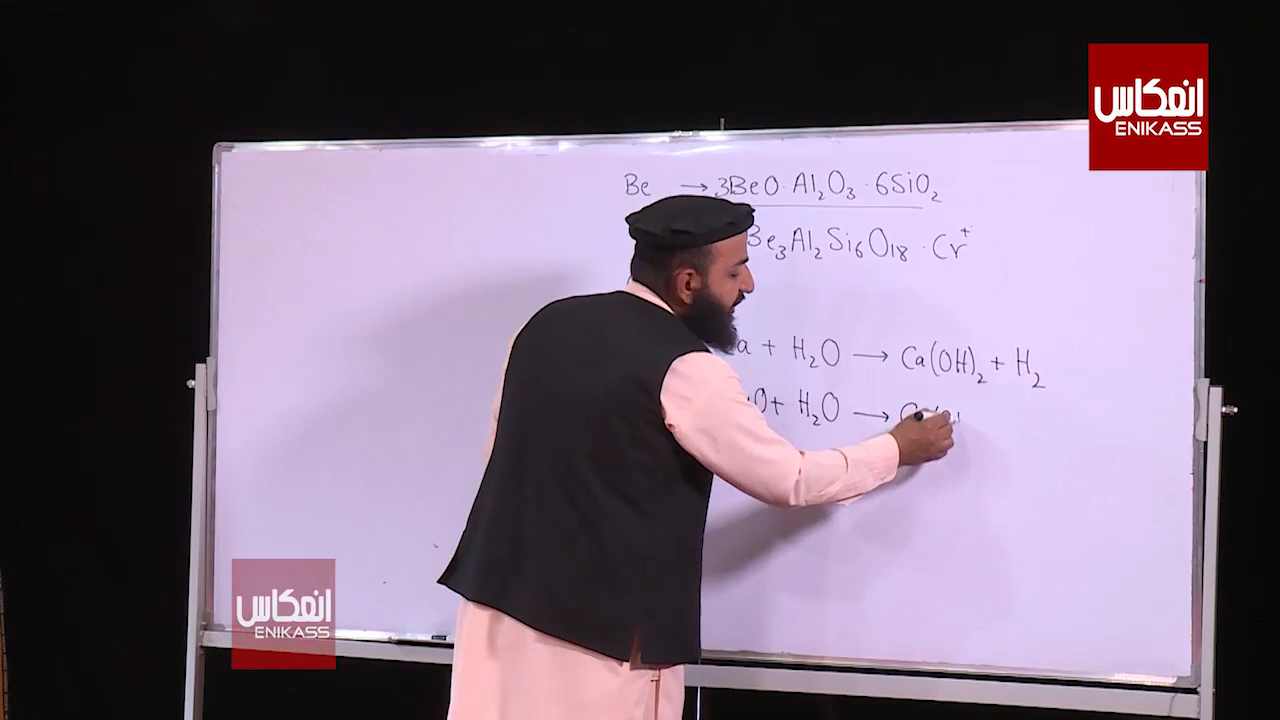 انعکاس
ENIKASS
Be → 3BeO·Al₂O₃·6SiO₂
Be₃Al₂Si₆O₁₈·Cr⁺
a + H₂O → Ca(OH)₂ + H₂
O + H₂O →
انعکاس
ENIKASS